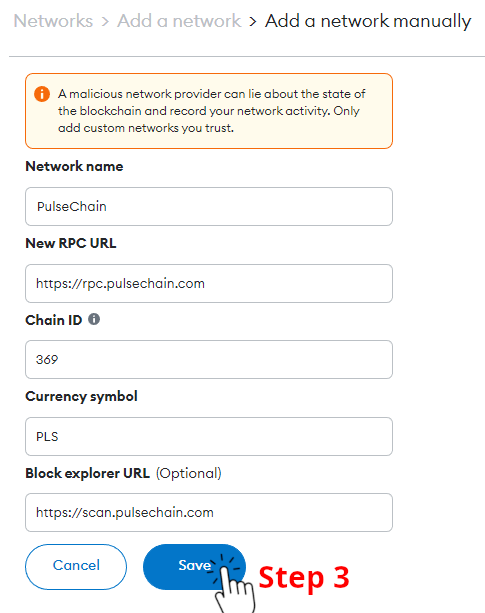 Networks > Add a network > Add a network manually
A malicious network provider can lie about the state of
the blockchain and record your network activity. Only
add custom networks you trust.
Network name
PulseChain
New RPC URL
https://rpc.pulsechain.com
Chain ID
369
Currency symbol
PLS
Block explorer URL (Optional)
https://scan.pulsechain.com
Cancel Save Step 3